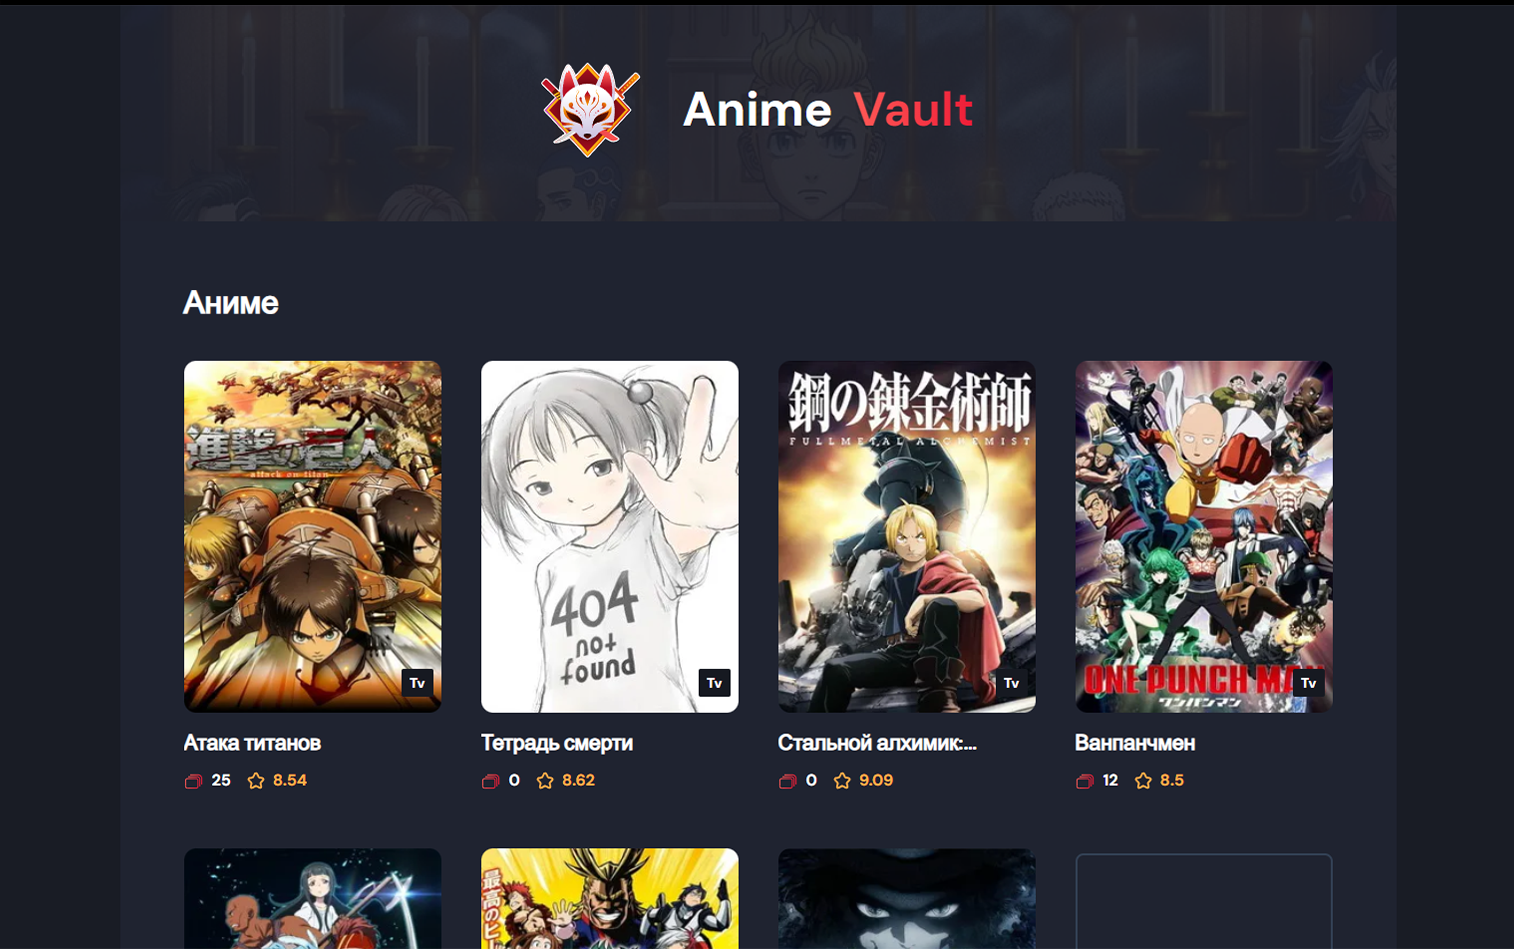 Anime Vault
Аниме
進撃の巨人
attack on titan
Tv
Атака титанов
25 8.54
404
not
found
Tv
Тетрадь смерти
0 8.62
鋼の錬金術師
FULLMETAL ALCHEMIST
Tv
Стальной алхимик:...
0 9.09
ONE PUNCH MA
ワンパンマン
Tv
Ванпанчмен
12 8.5
最高のヒー